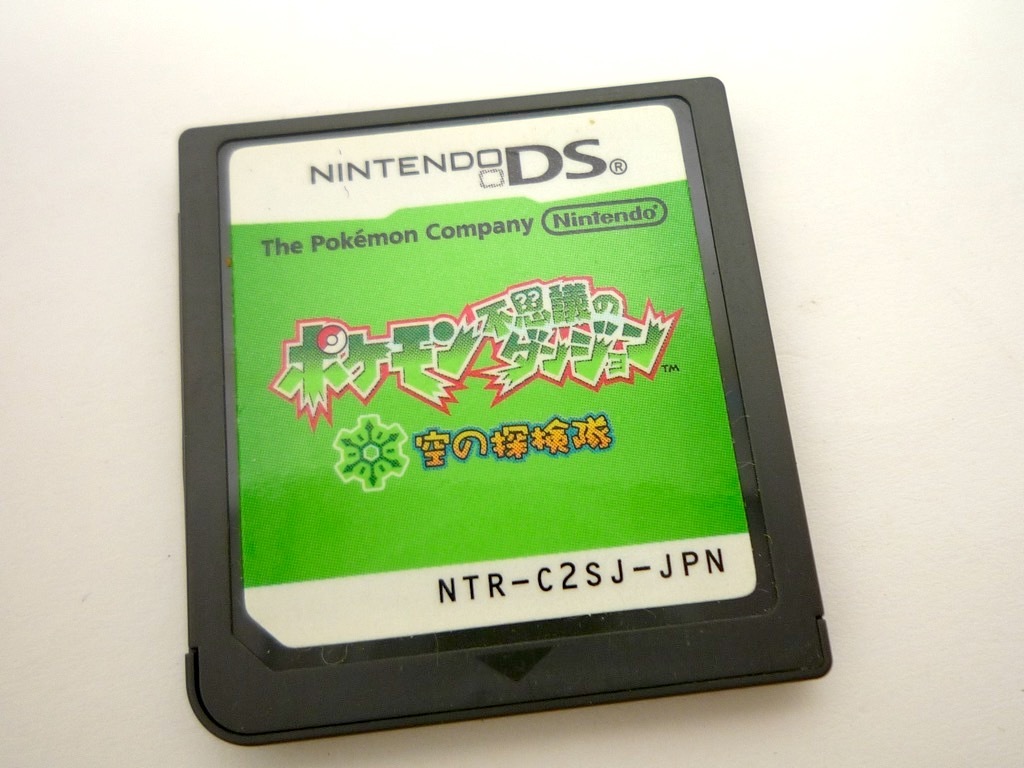 NINTENDO DS®
The Pokémon Company Nintendo®
ポケモン不思議の
ダンジョン™
空の探検隊
NTR-C2SJ-JPN